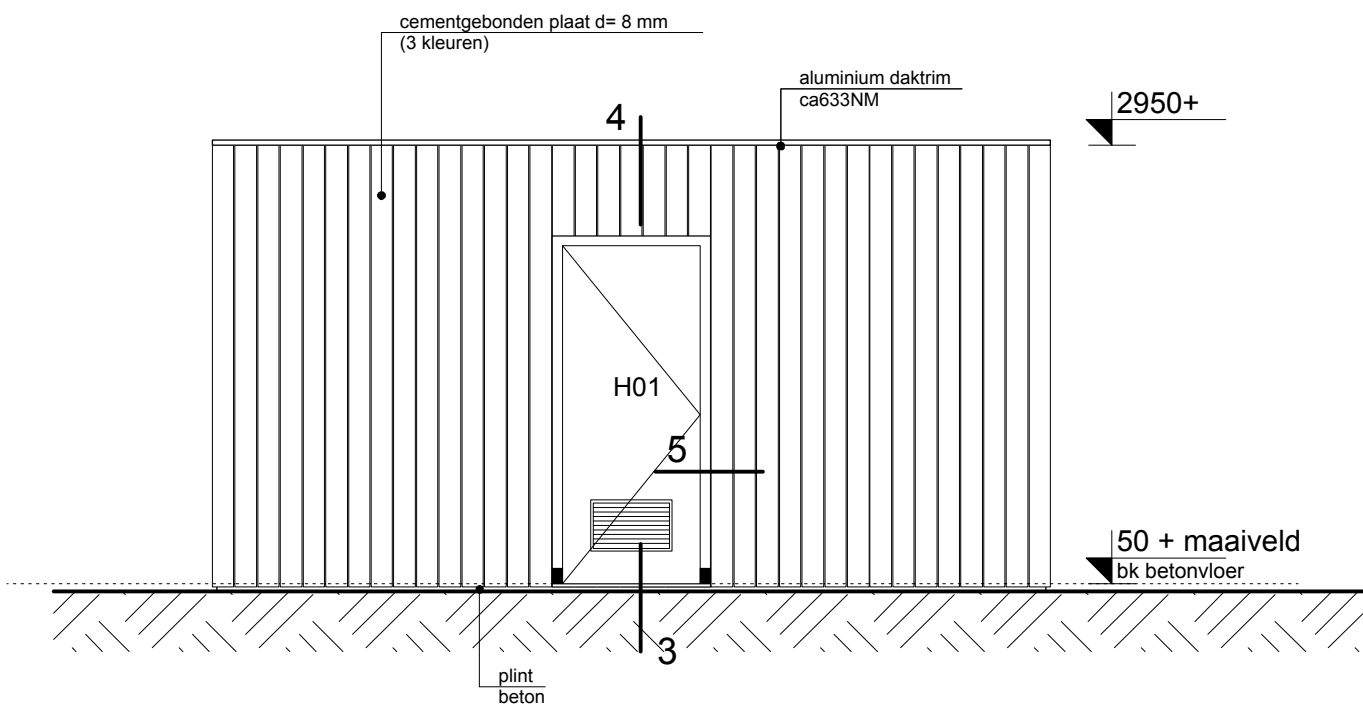 cementgebonden plaat d= 8 mm
(3 kleuren)
aluminium daktrim
ca633NM
2950+
4
H01
5
50 + maaiveld
bk betonvloer
3
plint
beton